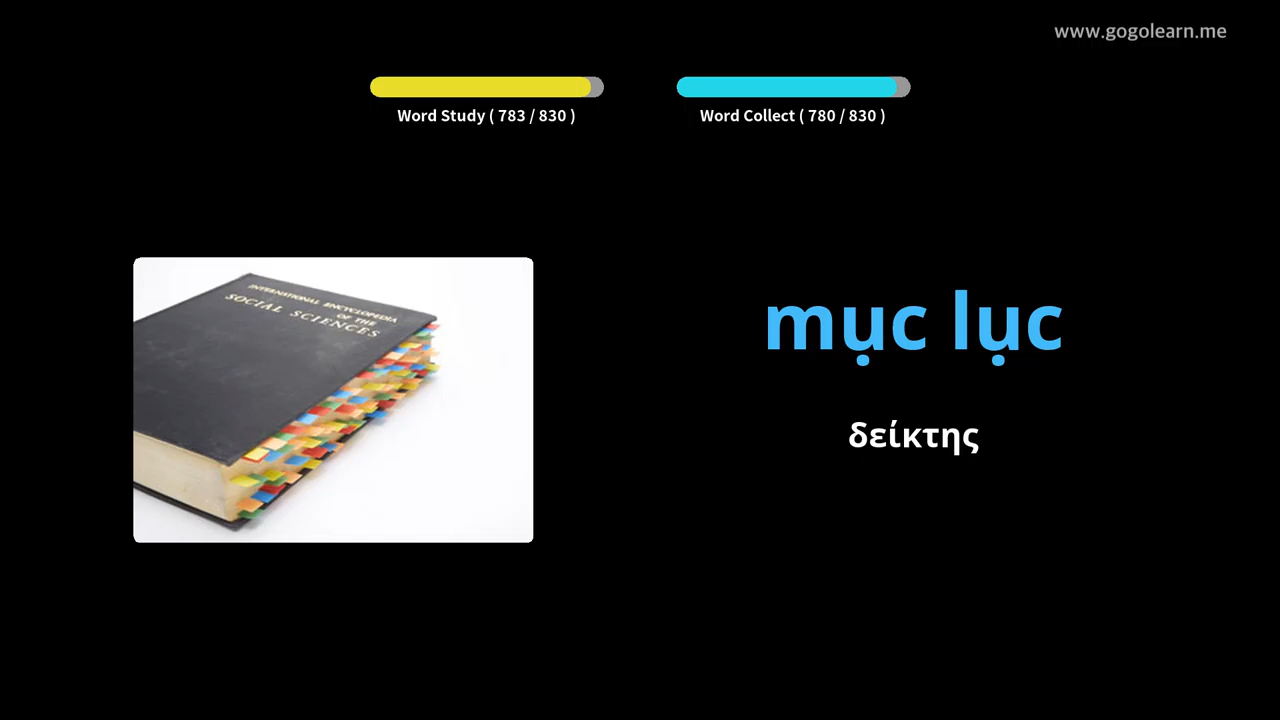 www.gogolearn.me
Word Study ( 783 / 830 )
Word Collect ( 780 / 830 )
INTERNATIONAL ENCYCLOPEDIA
OF THE
SOCIAL SCIENCES
mục lục
δείκτης